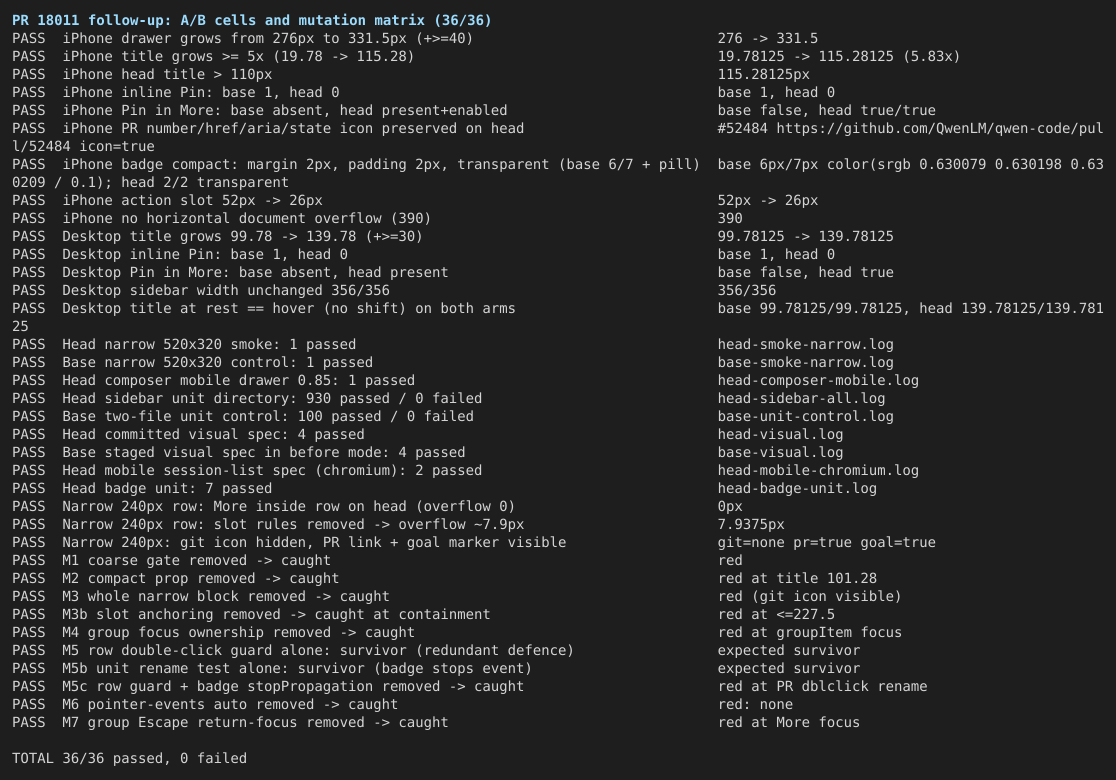 PR 18011 follow-up: A/B cells and mutation matrix (36/36)
PASS  iPhone drawer grows from 276px to 331.5px (+>=40)  276 -> 331.5
PASS  iPhone title grows >= 5x (19.78 -> 115.28)  19.78125 -> 115.28125 (5.83x)
PASS  iPhone head title > 110px  115.28125px
PASS  iPhone inline Pin: base 1, head 0  base 1, head 0
PASS  iPhone Pin in More: base absent, head present+enabled  base false, head true/true
PASS  iPhone PR number/href/aria/state icon preserved on head  #52484 https://github.com/QwenLM/qwen-code/pul
l/52484 icon=true
PASS  iPhone badge compact: margin 2px, padding 2px, transparent (base 6/7 + pill)  base 6px/7px color(srgb 0.630079 0.630198 0.63
0209 / 0.1); head 2/2 transparent
PASS  iPhone action slot 52px -> 26px  52px -> 26px
PASS  iPhone no horizontal document overflow (390)  390
PASS  Desktop title grows 99.78 -> 139.78 (+>=30)  99.78125 -> 139.78125
PASS  Desktop inline Pin: base 1, head 0  base 1, head 0
PASS  Desktop Pin in More: base absent, head present  base false, head true
PASS  Desktop sidebar width unchanged 356/356  356/356
PASS  Desktop title at rest == hover (no shift) on both arms  base 99.78125/99.78125, head 139.78125/139.781
25
PASS  Head narrow 520x320 smoke: 1 passed  head-smoke-narrow.log
PASS  Base narrow 520x320 control: 1 passed  base-smoke-narrow.log
PASS  Head composer mobile drawer 0.85: 1 passed  head-composer-mobile.log
PASS  Head sidebar unit directory: 930 passed / 0 failed  head-sidebar-all.log
PASS  Base two-file unit control: 100 passed / 0 failed  base-unit-control.log
PASS  Head committed visual spec: 4 passed  head-visual.log
PASS  Base staged visual spec in before mode: 4 passed  base-visual.log
PASS  Head mobile session-list spec (chromium): 2 passed  head-mobile-chromium.log
PASS  Head badge unit: 7 passed  head-badge-unit.log
PASS  Narrow 240px row: More inside row on head (overflow 0)  0px
PASS  Narrow 240px row: slot rules removed -> overflow ~7.9px  7.9375px
PASS  Narrow 240px: git icon hidden, PR link + goal marker visible  git=none pr=true goal=true
PASS  M1 coarse gate removed -> caught  red
PASS  M2 compact prop removed -> caught  red at title 101.28
PASS  M3 whole narrow block removed -> caught  red (git icon visible)
PASS  M3b slot anchoring removed -> caught at containment  red at <=227.5
PASS  M4 group focus ownership removed -> caught  red at groupItem focus
PASS  M5 row double-click guard alone: survivor (redundant defence)  expected survivor
PASS  M5b unit rename test alone: survivor (badge stops event)  expected survivor
PASS  M5c row guard + badge stopPropagation removed -> caught  red at PR dblclick rename
PASS  M6 pointer-events auto removed -> caught  red: none
PASS  M7 group Escape return-focus removed -> caught  red at More focus
TOTAL 36/36 passed, 0 failed